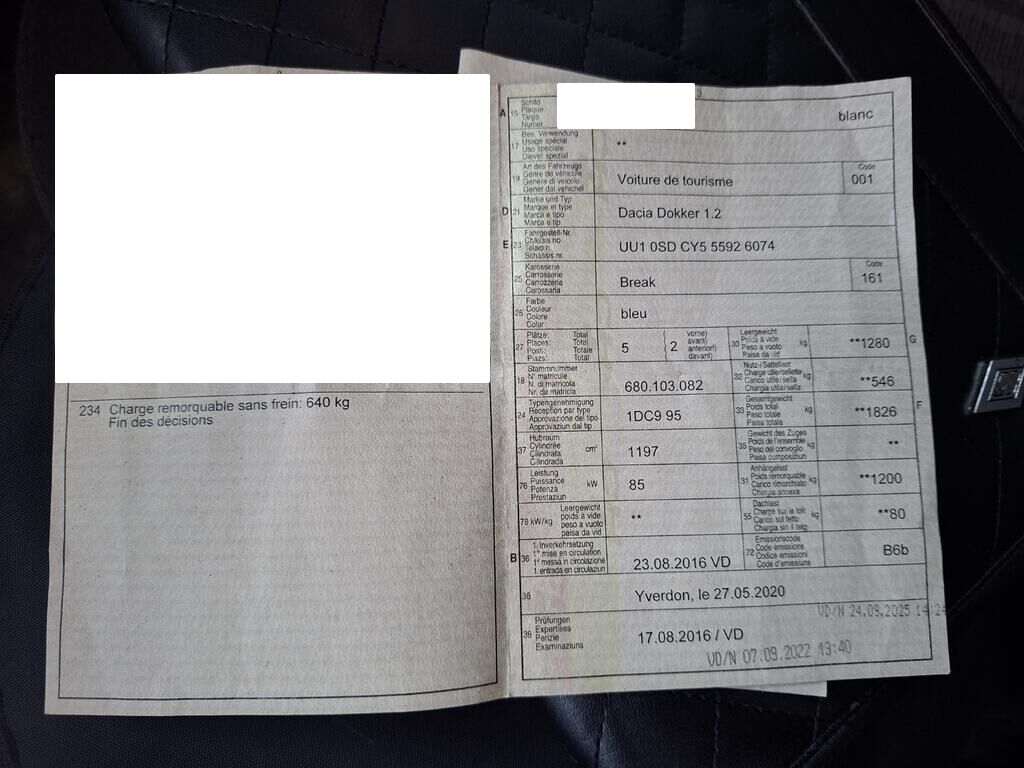 234 Charge remorquable sans frein: 640 kg
Fin des décisions
A 15 Schild
Plaque
Targa
Numer
3
blanc
17 Bes. Verwendung
Usage spécial
Uso speciale
Diever spezial
**
19 Art des Fahrzeugs
Genre de véhicule
Genere di veicolo
Gener dal vehichel
Voiture de tourisme
Code
001
D 21 Marke und Typ
Marque et type
Marca e tipo
Marca e tip
Dacia Dokker 1.2
E 23 Fahrgestell-Nr.
Châssis no
Telaio n.
Schassis nr.
UU1 0SD CY5 5592 6074
25 Karosserie
Carrosserie
Carrozzeria
Carossaria
Break
Code
161
26 Farbe
Couleur
Colore
Colur
bleu
27 Plätze: Total
Places: Total
Posti: Totale
Plazs: Total
5
( vorne)
( avant)
2 anteriori)
( davant)
30 Leergewicht
Poids à vide
Peso a vuoto
Paisa da vid
kg
**1280
G
18 Stammnummer
N° matricule
N. di matricola
Nr. da matricla
680.103.082
32 Nutz-/Sattellast
Charge utile/sellette
Carico utile/sella
Chargia utila/sella
kg
**546
24 Typengenehmigung
Réception par type
Approvazione del tipo
Approvaziun dal tip
1DC9 95
33 Gesamtgewicht
Poids total
Peso totale
Paisa totala
kg
**1826
F
37 Hubraum
Cylindrée
Cilindrata
Cilindrada
cm³
1197
35 Gewicht des Zuges
Poids de l'ensemble
Peso del convoglio
Paisa cumposiziun
kg
**
76 Leistung
Puissance
Potenza
Prestaziun
kW
85
31 Anhängelast
Poids remorquable
Carico rimorchiato
Chargia annexa
kg
**1200
78 kW/kg
Leergewicht
poids à vide
peso a vuoto
paisa da vid
**
55 Dachlast
Charge sur le toit
Carico sul tetto
Chargia sin il tetg
kg
**80
B 36 1. Inverkehrsetzung
1re mise en circulation
1a messa in circolazione
1. entrada en circulaziun
23.08.2016 VD
72 Emissionscode
Code émissions
Codice emissioni
Code d'emissiuns
B6b
38 Yverdon, le 27.05.2020
VD/N 24.09.2025 14:24
39 Prüfungen
Expertises
Perizie
Examinaziuns
17.08.2016 / VD
VD/N 07.09.2022 13:40